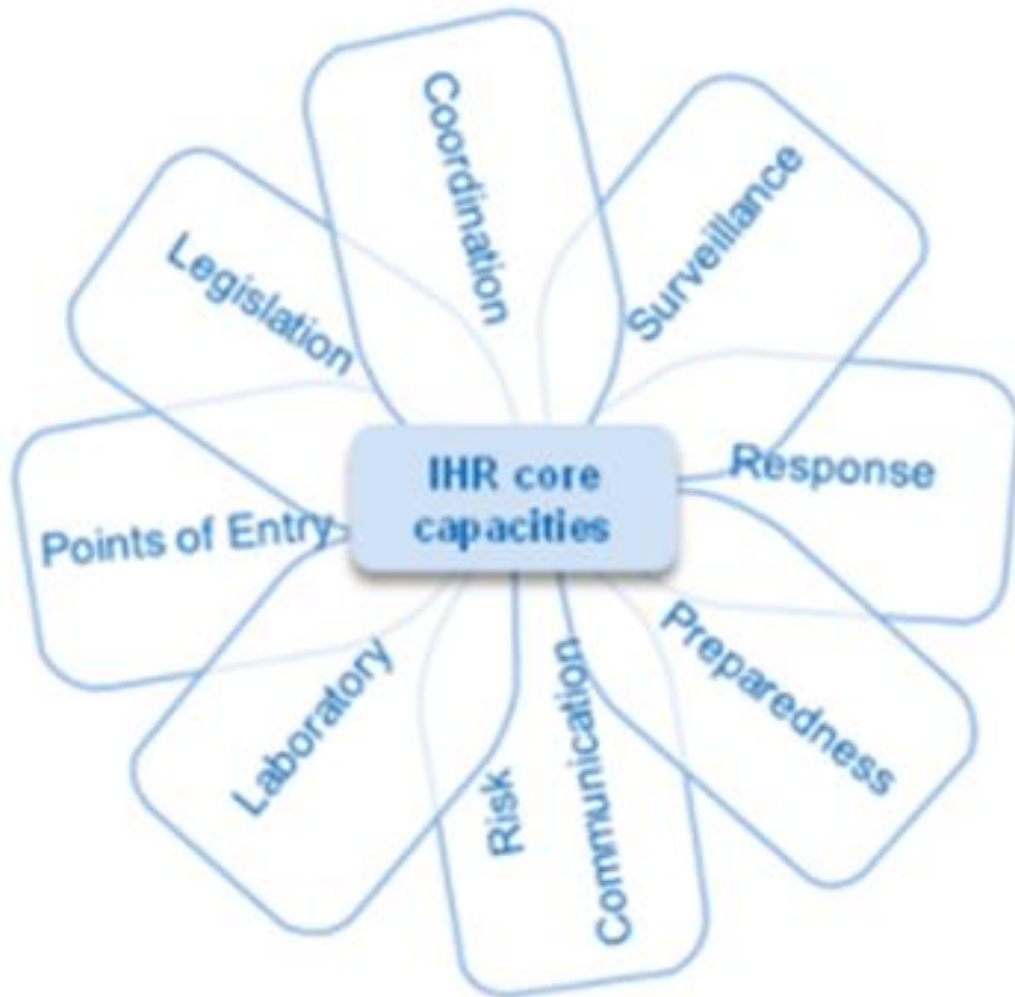 Coordination
Surveillance
Response
Preparedness
Risk
Communication
Laboratory
Points of Entry
Legislation
IHR core
capacities